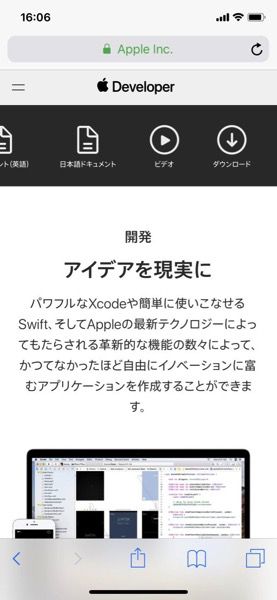 16:06
Apple Inc.
Developer
ント(英語)
日本語ドキュメント
ビデオ
ダウンロード
開発
アイデアを現実に
パワフルなXcodeや簡単に使いこなせる
Swift、そしてAppleの最新テクノロジーによっ
てもたらされる革新的な機能の数々によって、
かつてなかったほど自由にイノベーションに富
むアプリケーションを作成することができま
す。